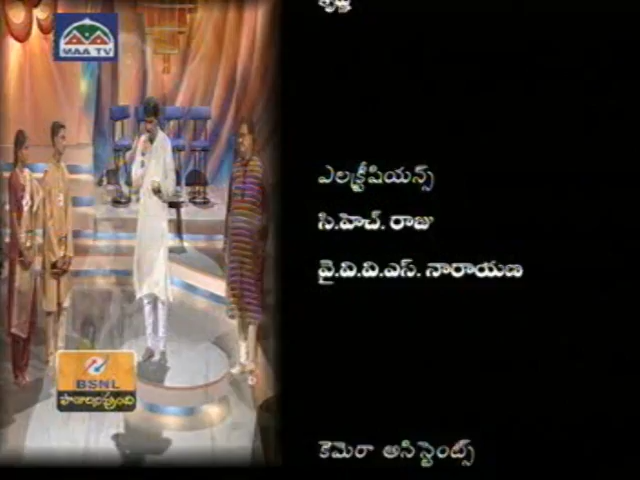 MAA TV
కృష్ణ
ఎలక్ట్రీషియన్స్
సి.హెచ్. రాజు
వై.వి.వి.ఎస్. నారాయణ
BSNL
కెమెరా అసిస్టెంట్స్